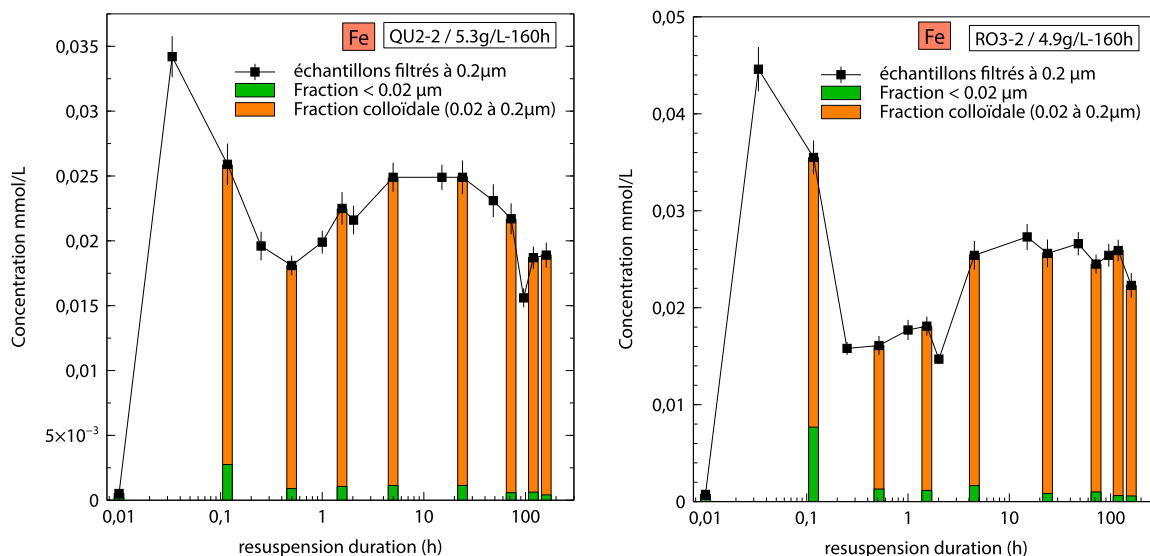 Fe
QU2-2 / 5.3g/L-160h
échantillons filtrés à 0.2µm
Fraction < 0.02 µm
Fraction colloïdale (0.02 à 0.2µm)
Concentration mmol/L
0,035
0,03
0,025
0,02
0,015
0,01
5×10⁻³
0
0,01
0,1
1
10
100
resuspension duration (h)
Fe
RO3-2 / 4.9g/L-160h
échantillons filtrés à 0.2 µm
Fraction < 0.02 µm
Fraction colloïdale (0.02 à 0.2µm)
Concentration mmol/L
0,05
0,04
0,03
0,02
0,01
0
0,01
0,1
1
10
100
resuspension duration (h)